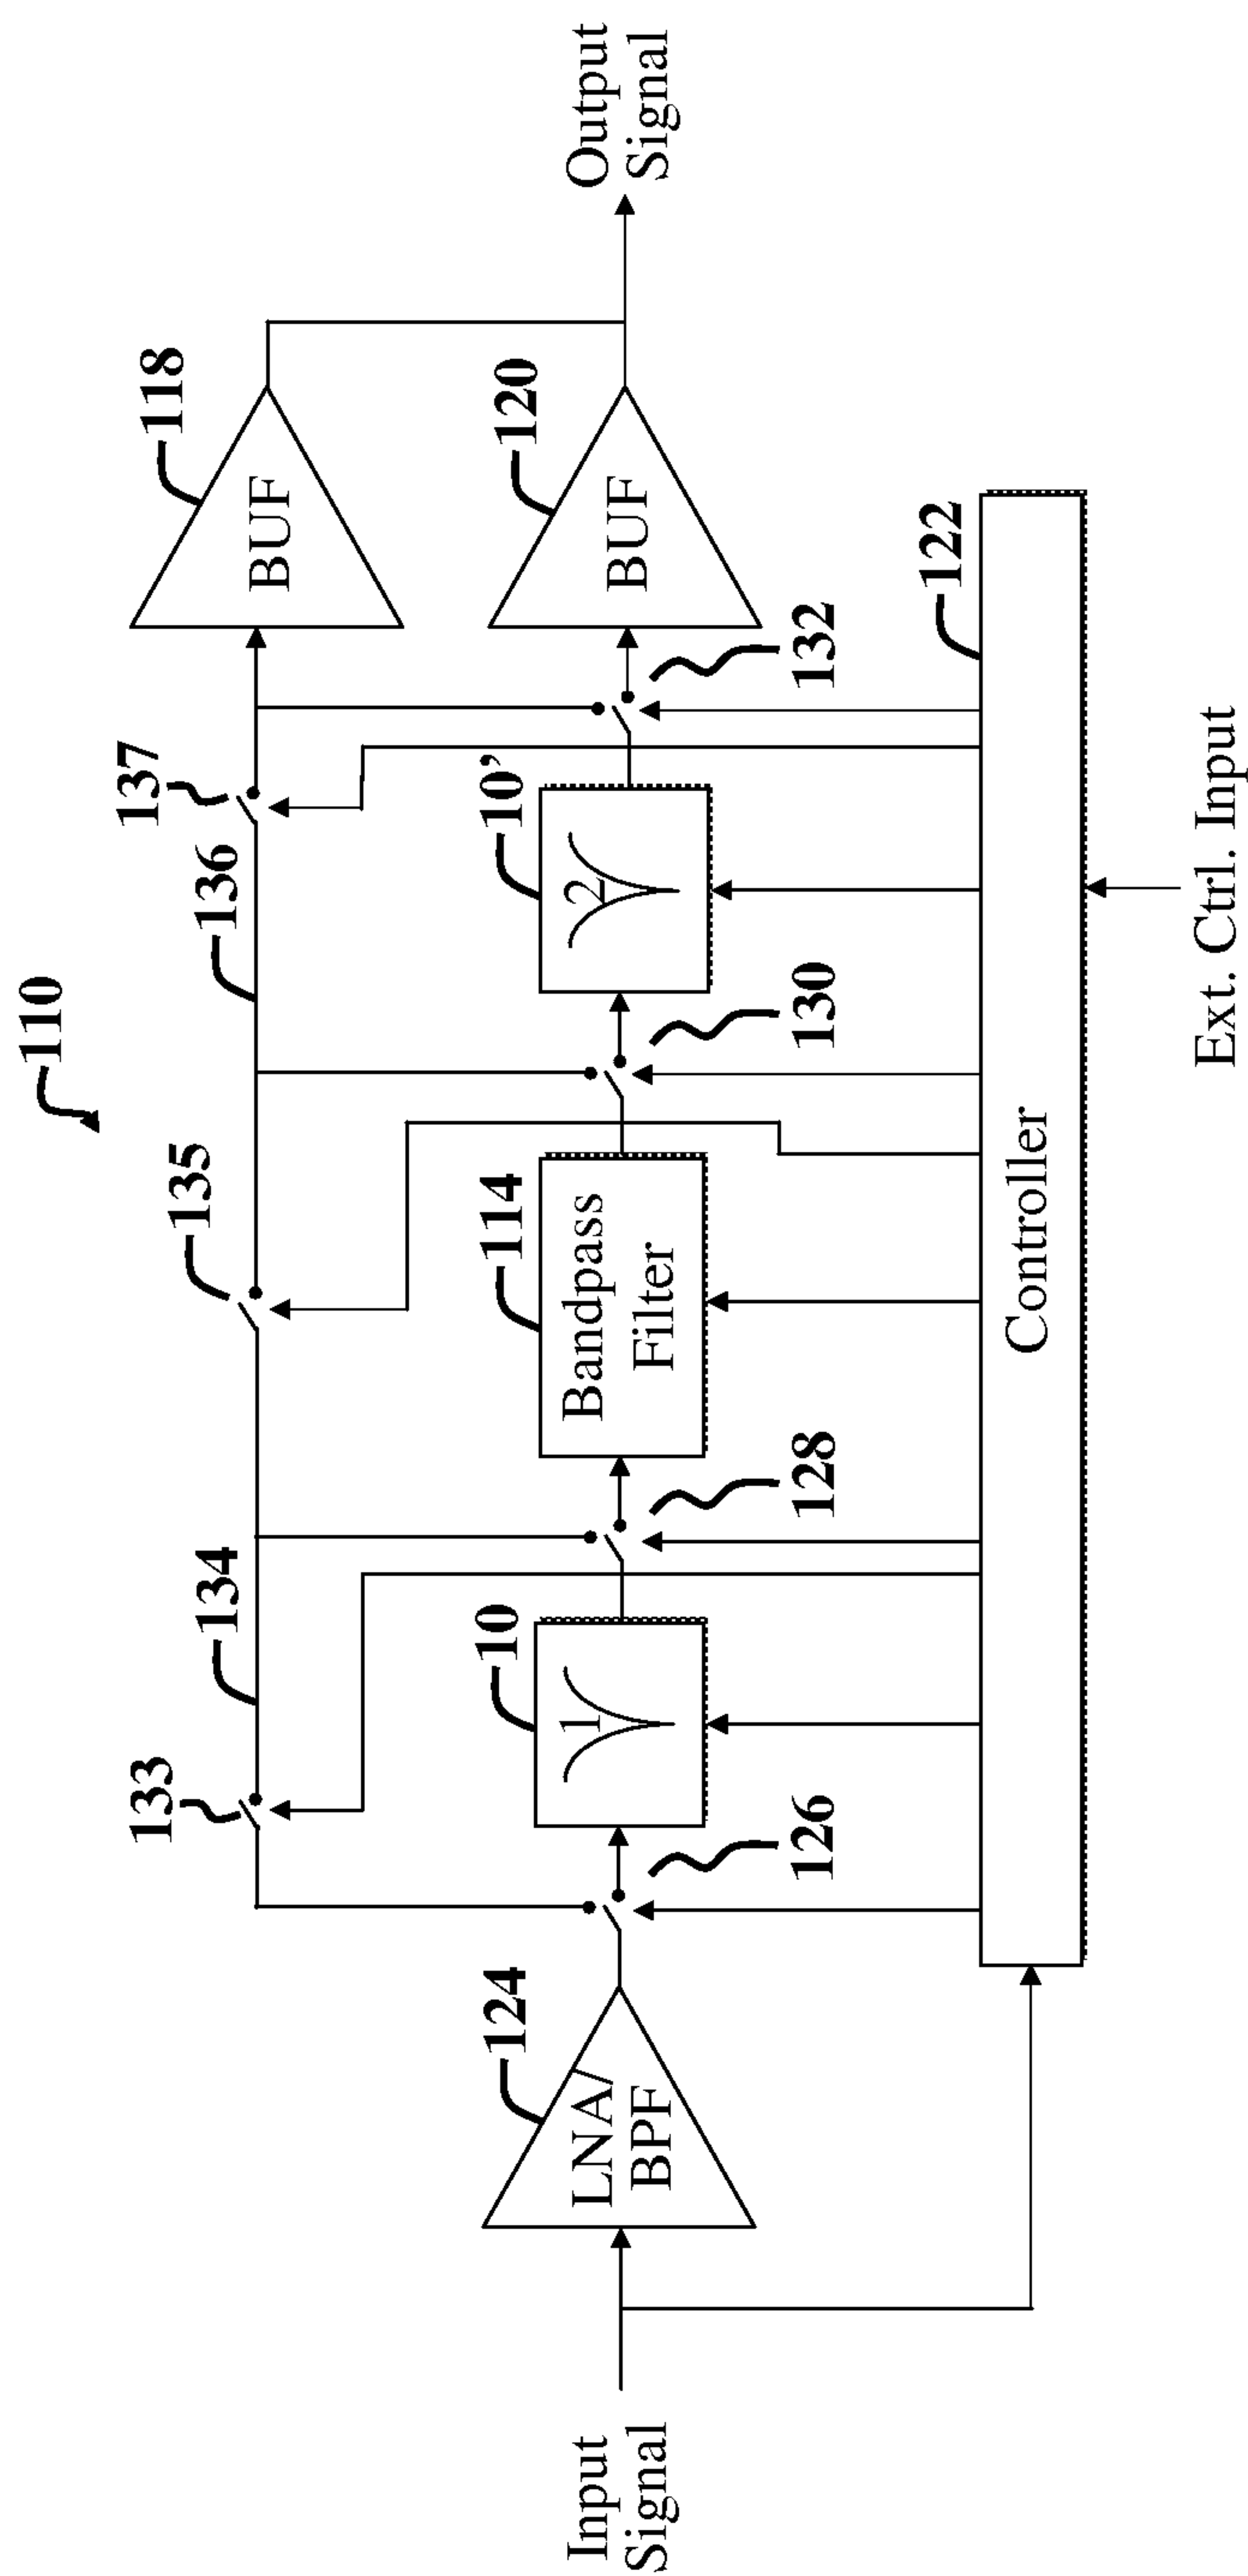 110
133
134
135
136
137
118
BUF
124
LNA/
BPF
10
1
114
Bandpass
Filter
10’
2
120
BUF
Input
Signal
Output
Signal
126
128
130
132
122
Controller
Ext. Ctrl. Input